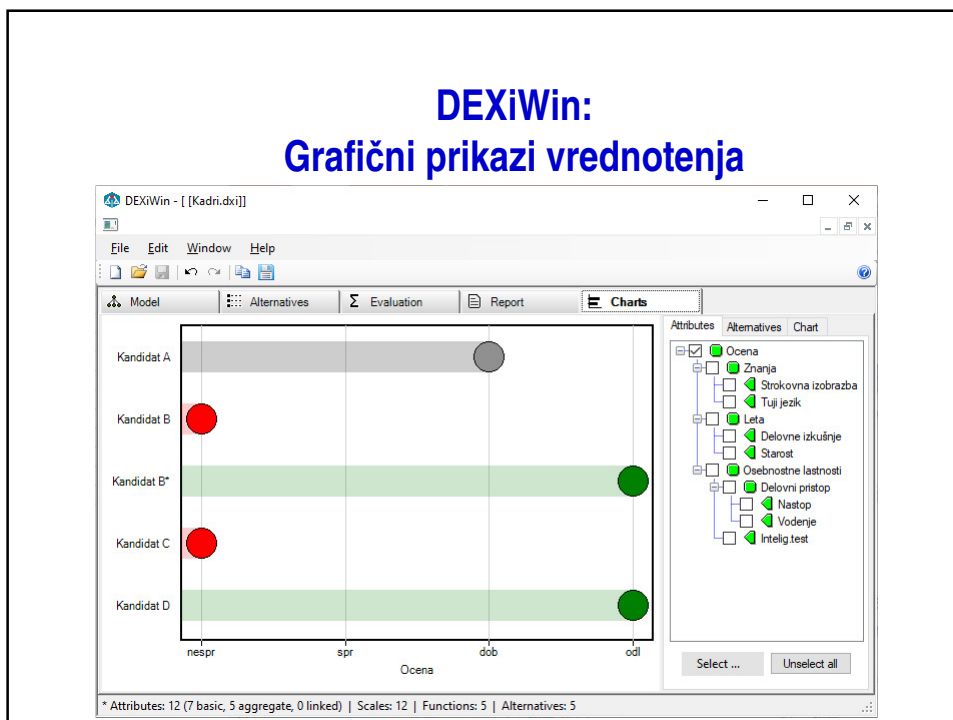 DEXiWin:
Grafični prikazi vrednotenja
DEXiWin - [ [Kadri.dxi]]
File Edit Window Help
Model Alternatives Σ Evaluation Report Charts
Kandidat A
Kandidat B
Kandidat B*
Kandidat C
Kandidat D
nespr spr dob odl
Ocena
Attributes Alternatives Chart
Ocena
Znanja
Strokovna izobrazba
Tuji jezik
Leta
Delovne izkušnje
Starost
Osebnostne lastnosti
Delovni pristop
Nastop
Vodenje
Intelig.test
Select ... Unselect all
* Attributes: 12 (7 basic, 5 aggregate, 0 linked) | Scales: 12 | Functions: 5 | Alternatives: 5